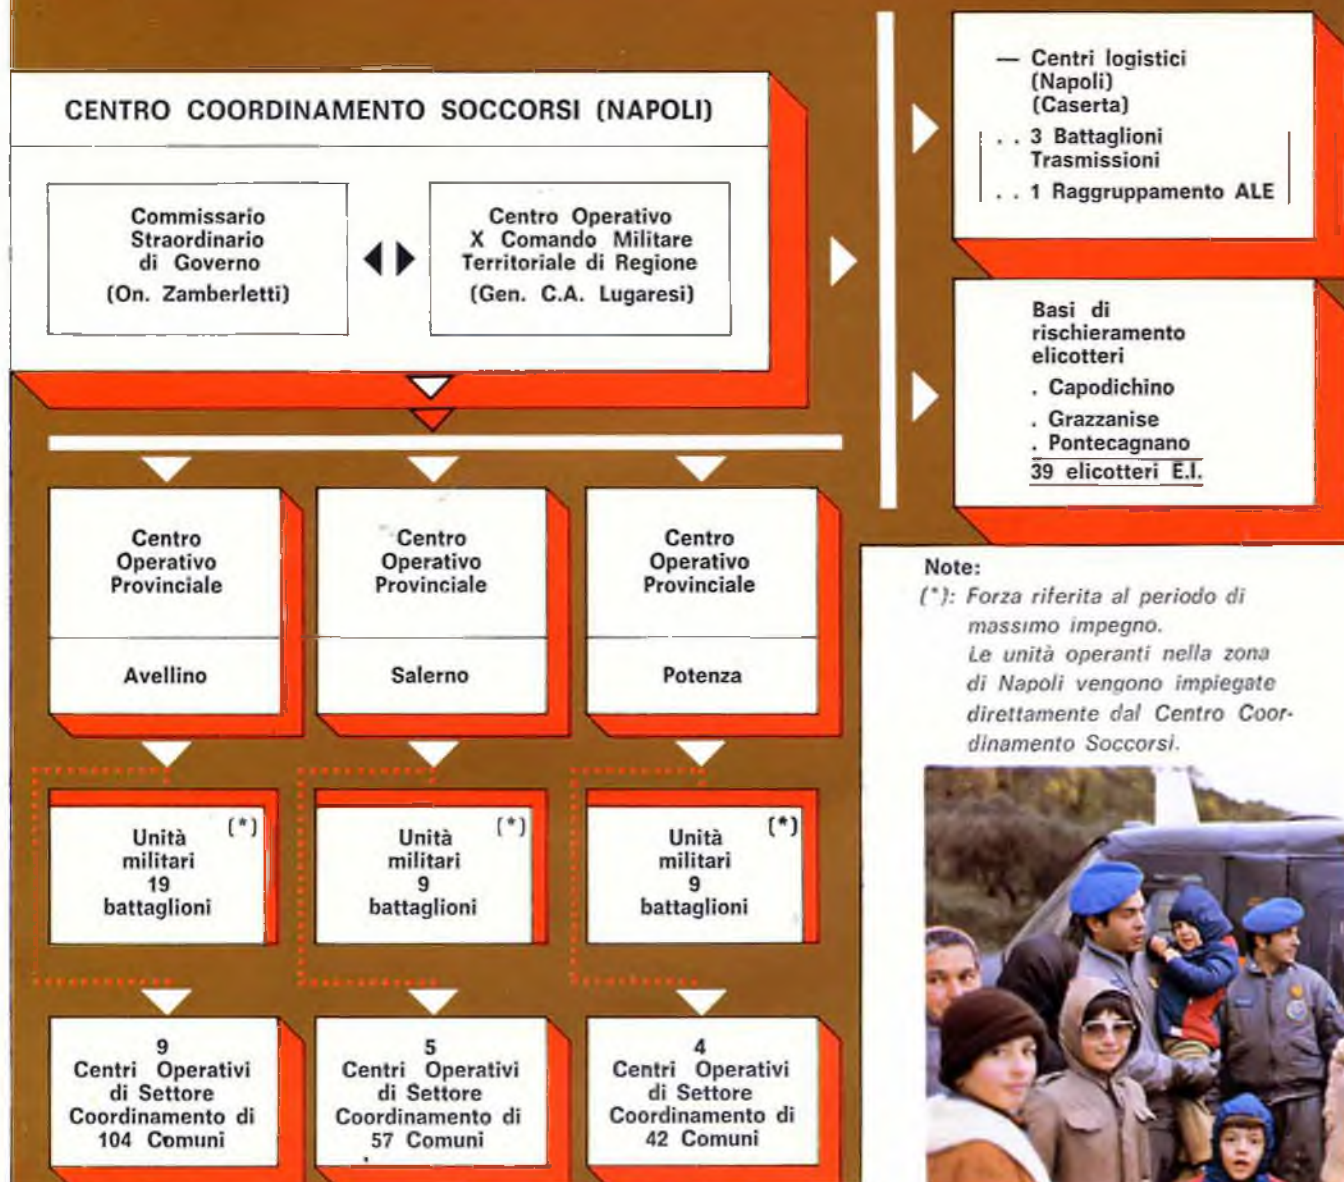 CENTRO COORDINAMENTO SOCCORSI (NAPOLI)
Commissario
Straordinario
di Governo
(On. Zamberletti)
Centro Operativo
X Comando Militare
Territoriale di Regione
(Gen. C.A. Lugaresi)
— Centri logistici
(Napoli)
(Caserta)
. . 3 Battaglioni
Trasmissioni
. . 1 Raggruppamento ALE
Basi di
rischieramento
elicotteri
. Capodichino
. Grazzanise
. Pontecagnano
39 elicotteri E.I.
Centro
Operativo
Provinciale
Avellino
Centro
Operativo
Provinciale
Salerno
Centro
Operativo
Provinciale
Potenza
Unità (*)
militari
19
battaglioni
Unità (*)
militari
9
battaglioni
Unità (*)
militari
9
battaglioni
9
Centri Operativi
di Settore
Coordinamento di
104 Comuni
5
Centri Operativi
di Settore
Coordinamento di
57 Comuni
4
Centri Operativi
di Settore
Coordinamento di
42 Comuni
Note:
(*): Forza riferita al periodo di
massimo impegno.
Le unità operanti nella zona
di Napoli vengono impiegate
direttamente dal Centro Coor-
dinamento Soccorsi.